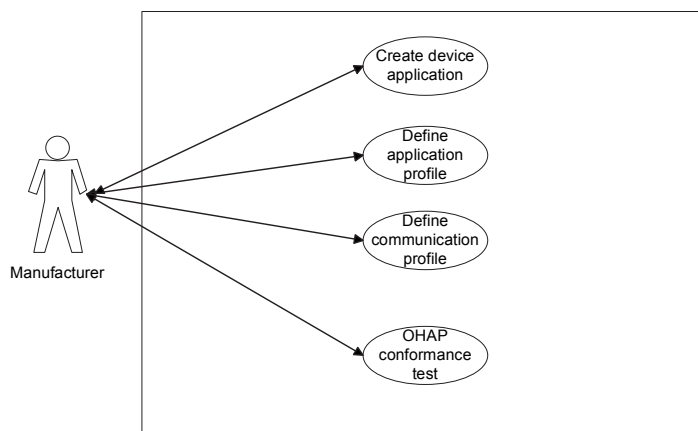 Create device
application
Define
application
profile
Define
communication
profile
Manufacturer
OHAP
conformance
test